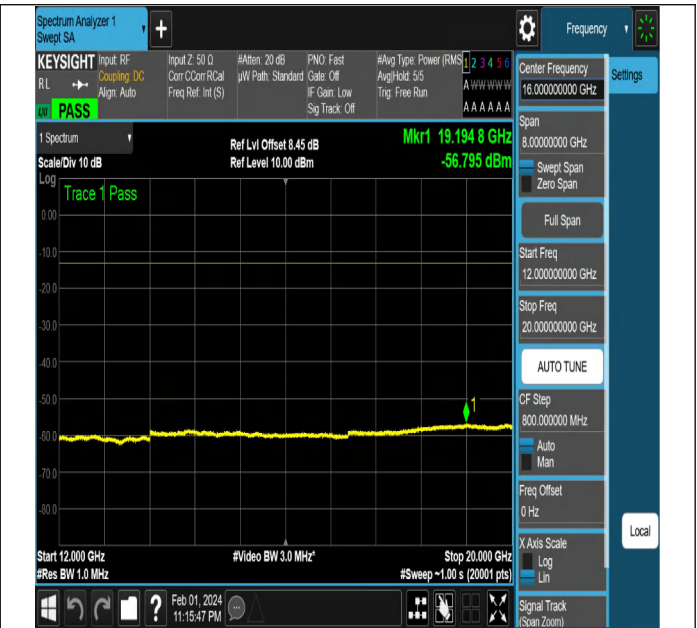 Spectrum Analyzer 1
Swept SA
+
Frequency
KEYSIGHT
RL
Input: RF
Coupling: DC
Align: Auto
Input Z: 50 Ω
Corr CCorr RCal
Freq Ref: Int (S)
#Atten: 20 dB
µW Path: Standard
PNO: Fast
Gate: Off
IF Gain: Low
Sig Track: Off
#Avg Type: Power (RMS
Avg|Hold: 5/5
Trig: Free Run
1 2 3 4 5 6
A W W W W W
A A A A A A
PASS
1 Spectrum
Scale/Div 10 dB
Ref Lvl Offset 8.45 dB
Ref Level 10.00 dBm
Mkr1 19.194 8 GHz
-56.795 dBm
Log
Trace 1 Pass
0.00
-10.0
-20.0
-30.0
-40.0
-50.0
-60.0
-70.0
-80.0
1
Start 12.000 GHz
#Res BW 1.0 MHz
#Video BW 3.0 MHz*
Stop 20.000 GHz
#Sweep ~1.00 s (20001 pts)
Feb 01, 2024
11:15:47 PM
?
Center Frequency
16.000000000 GHz
Settings
Span
8.00000000 GHz
Swept Span
Zero Span
Full Span
Start Freq
12.000000000 GHz
Stop Freq
20.000000000 GHz
AUTO TUNE
CF Step
800.000000 MHz
Auto
Man
Freq Offset
0 Hz
X Axis Scale
Log
Lin
Local
Signal Track
(Span Zoom)